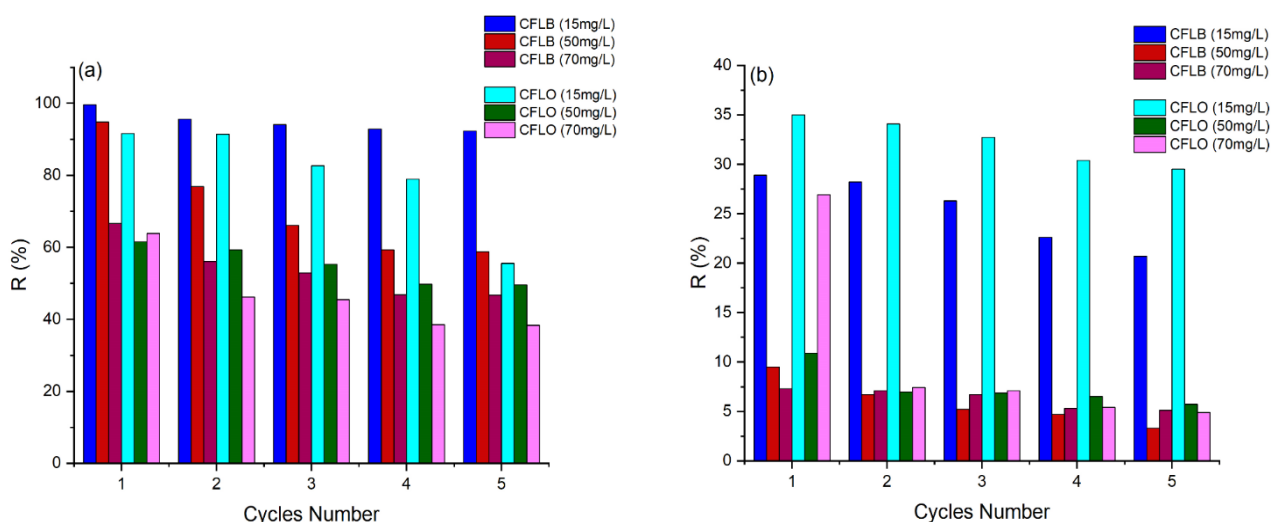 CFLB (15mg/L)
CFLB (50mg/L)
CFLB (70mg/L)
CFLO (15mg/L)
CFLO (50mg/L)
CFLO (70mg/L)
(a)
100
80
60
40
20
0
R (%)
1 2 3 4 5
Cycles Number
CFLB (15mg/L)
CFLB (50mg/L)
CFLB (70mg/L)
CFLO (15mg/L)
CFLO (50mg/L)
CFLO (70mg/L)
(b)
40
35
30
25
20
15
10
5
0
R (%)
1 2 3 4 5
Cycles Number